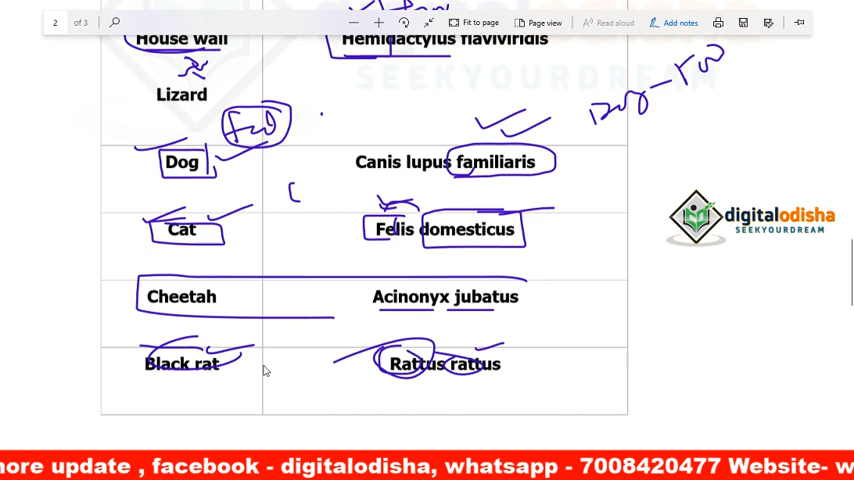 2 of 3 Fit to page Page view Read aloud Add notes
House wall Hemidactylus flaviviridis
SEEKYOURDREAM
Lizard
Dog Canis lupus familiaris
Cat Felis domesticus
digitalodisha
SEEKYOURDREAM
Cheetah Acinonyx jubatus
Black rat Rattus rattus
more update , facebook - digitalodisha, whatsapp - 7008420477 Website- w